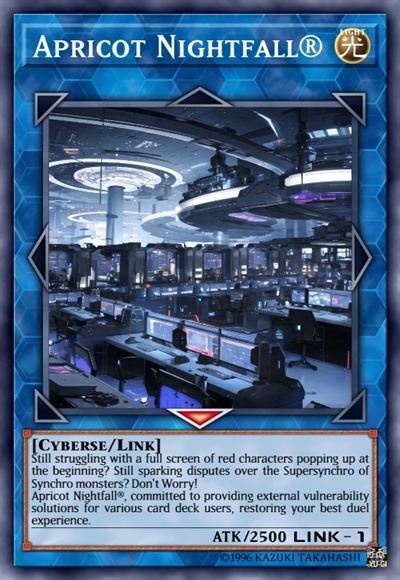 Apricot Nightfall®
LIGHT
光
[Cyberse/Link]
Still struggling with a full screen of red characters popping up at
the beginning? Still sparking disputes over the Supersynchro of
Synchro monsters? Don't Worry!
Apricot Nightfall®, committed to providing external vulnerability
solutions for various card deck users, restoring your best duel
experience.
ATK/2500 LINK - 1
©1996 KAZUKI TAKAHASHI